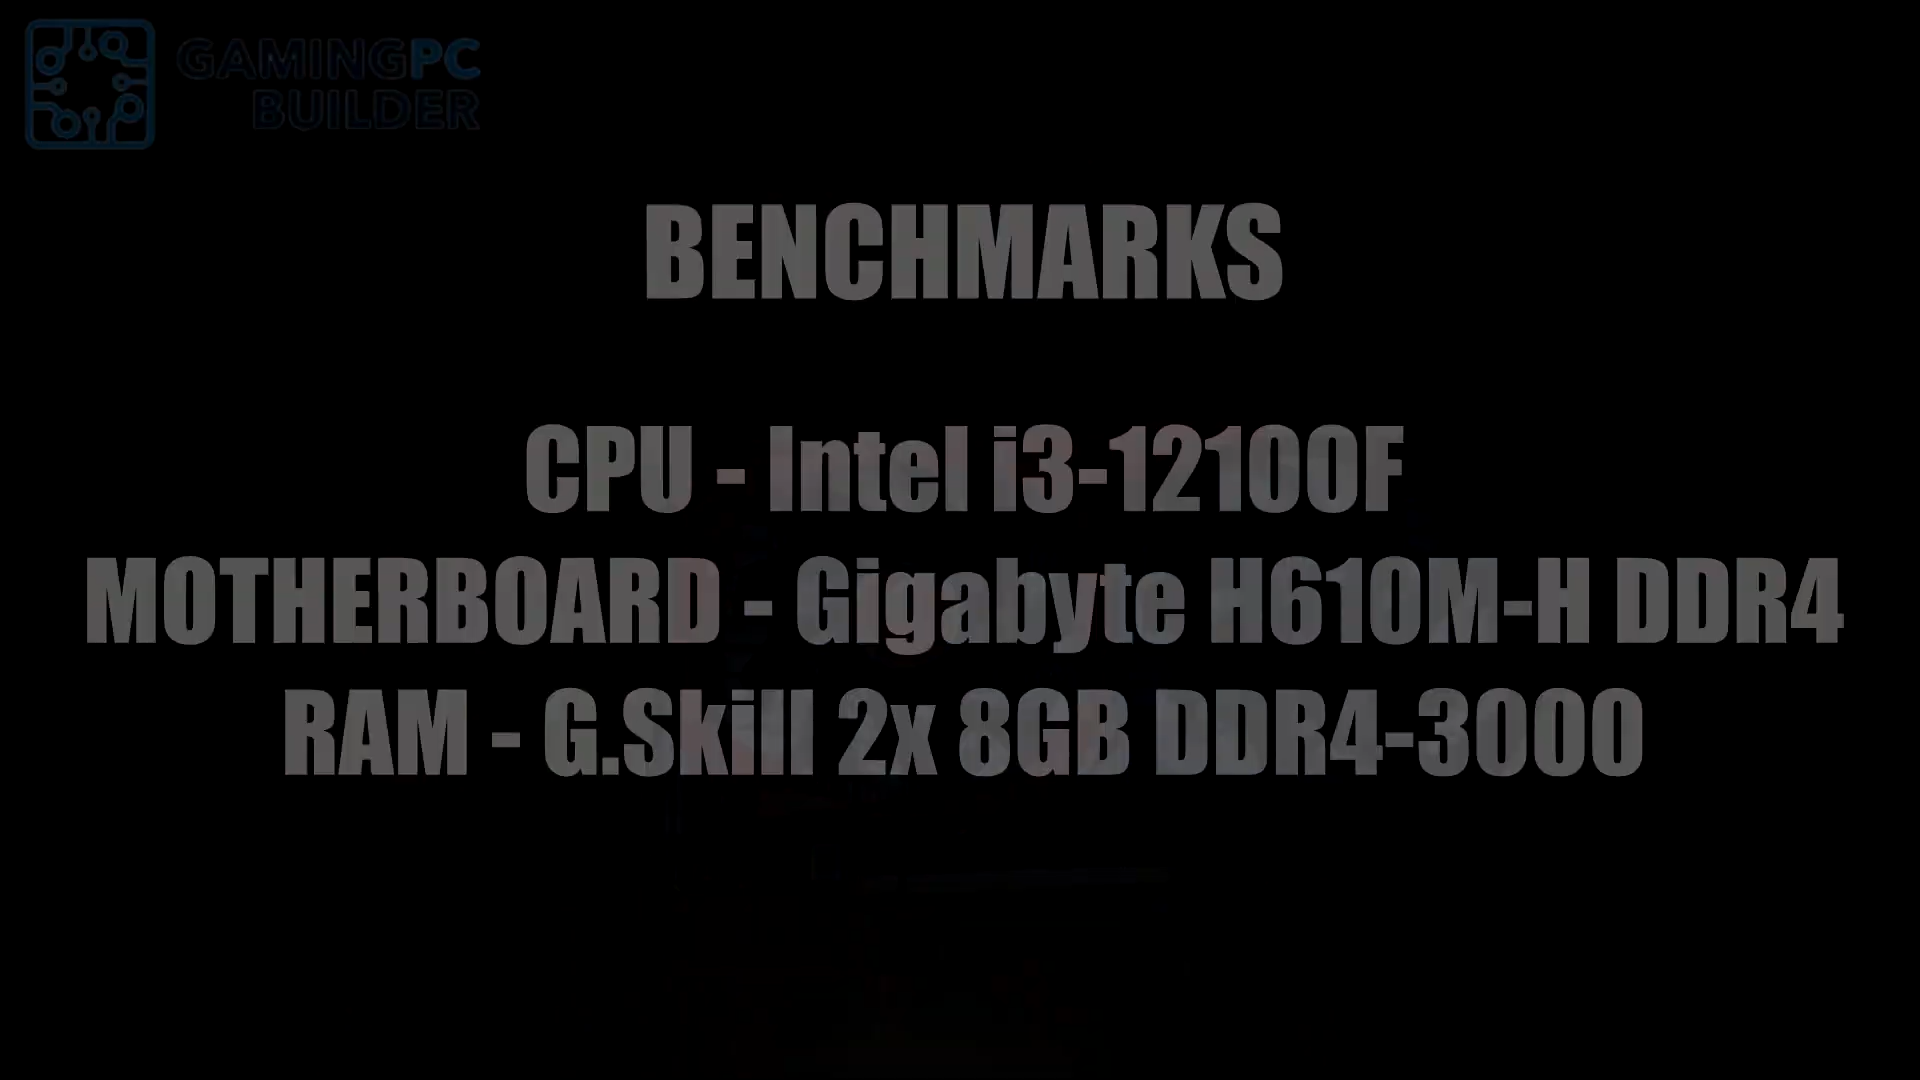 GAMINGPC
BUILDER
BENCHMARKS
CPU - Intel i3-12100F
MOTHERBOARD - Gigabyte H610M-H DDR4
RAM - G.Skill 2x 8GB DDR4-3000